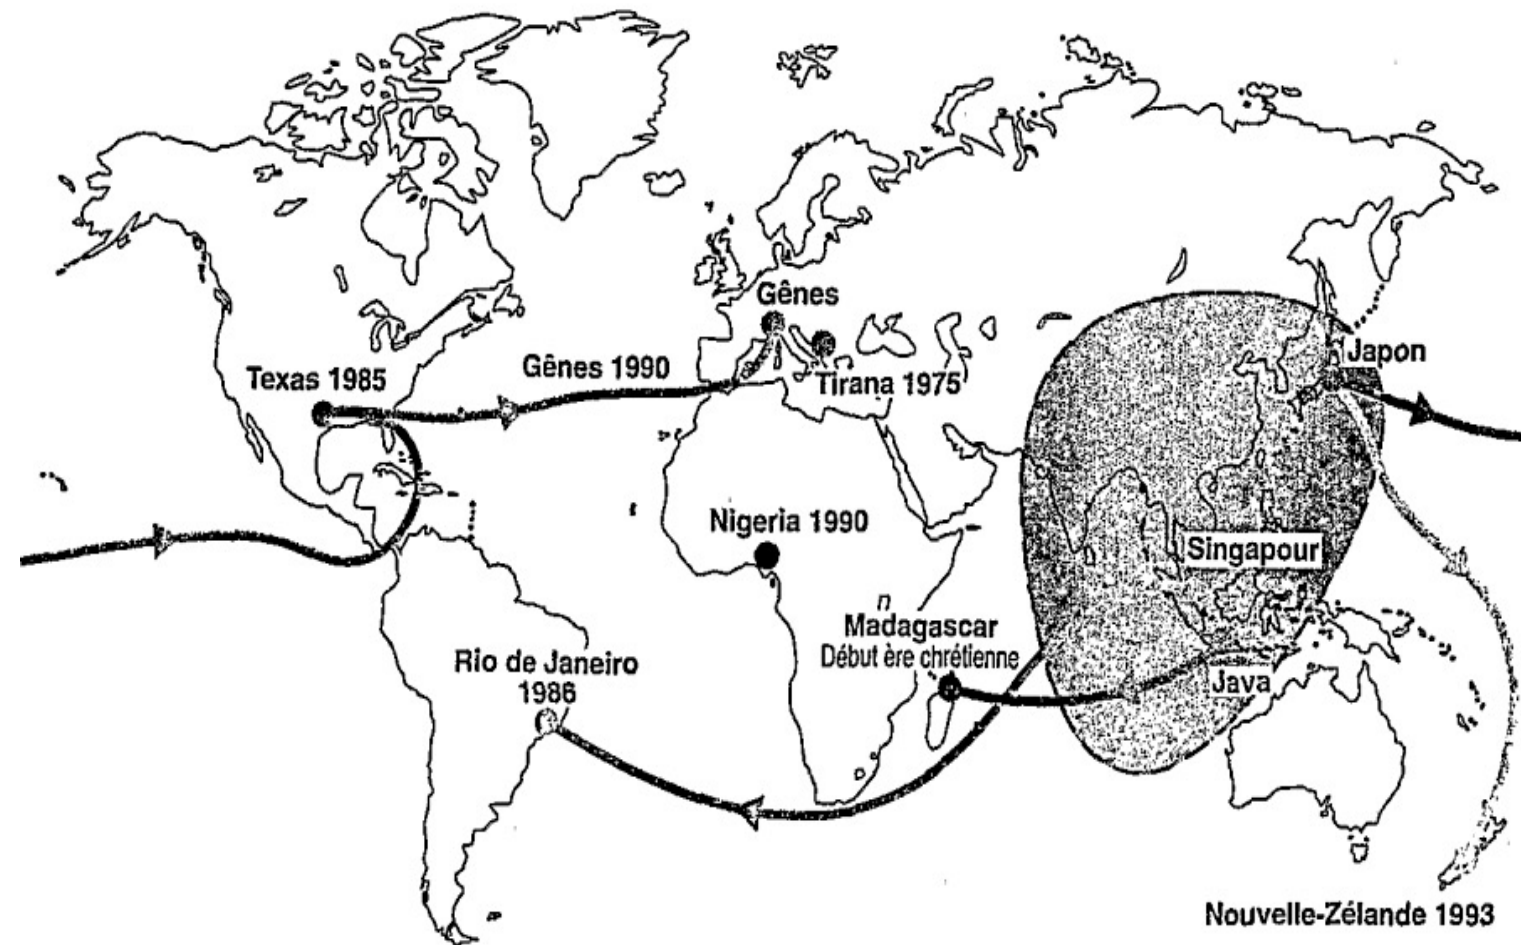 Gênes
Japon
Gênes 1990
Texas 1985
Tirana 1975
Nigeria 1990
Singapour
n
Madagascar
Début ère chrétienne
Rio de Janeiro
1986
Java
Nouvelle-Zélande 1993